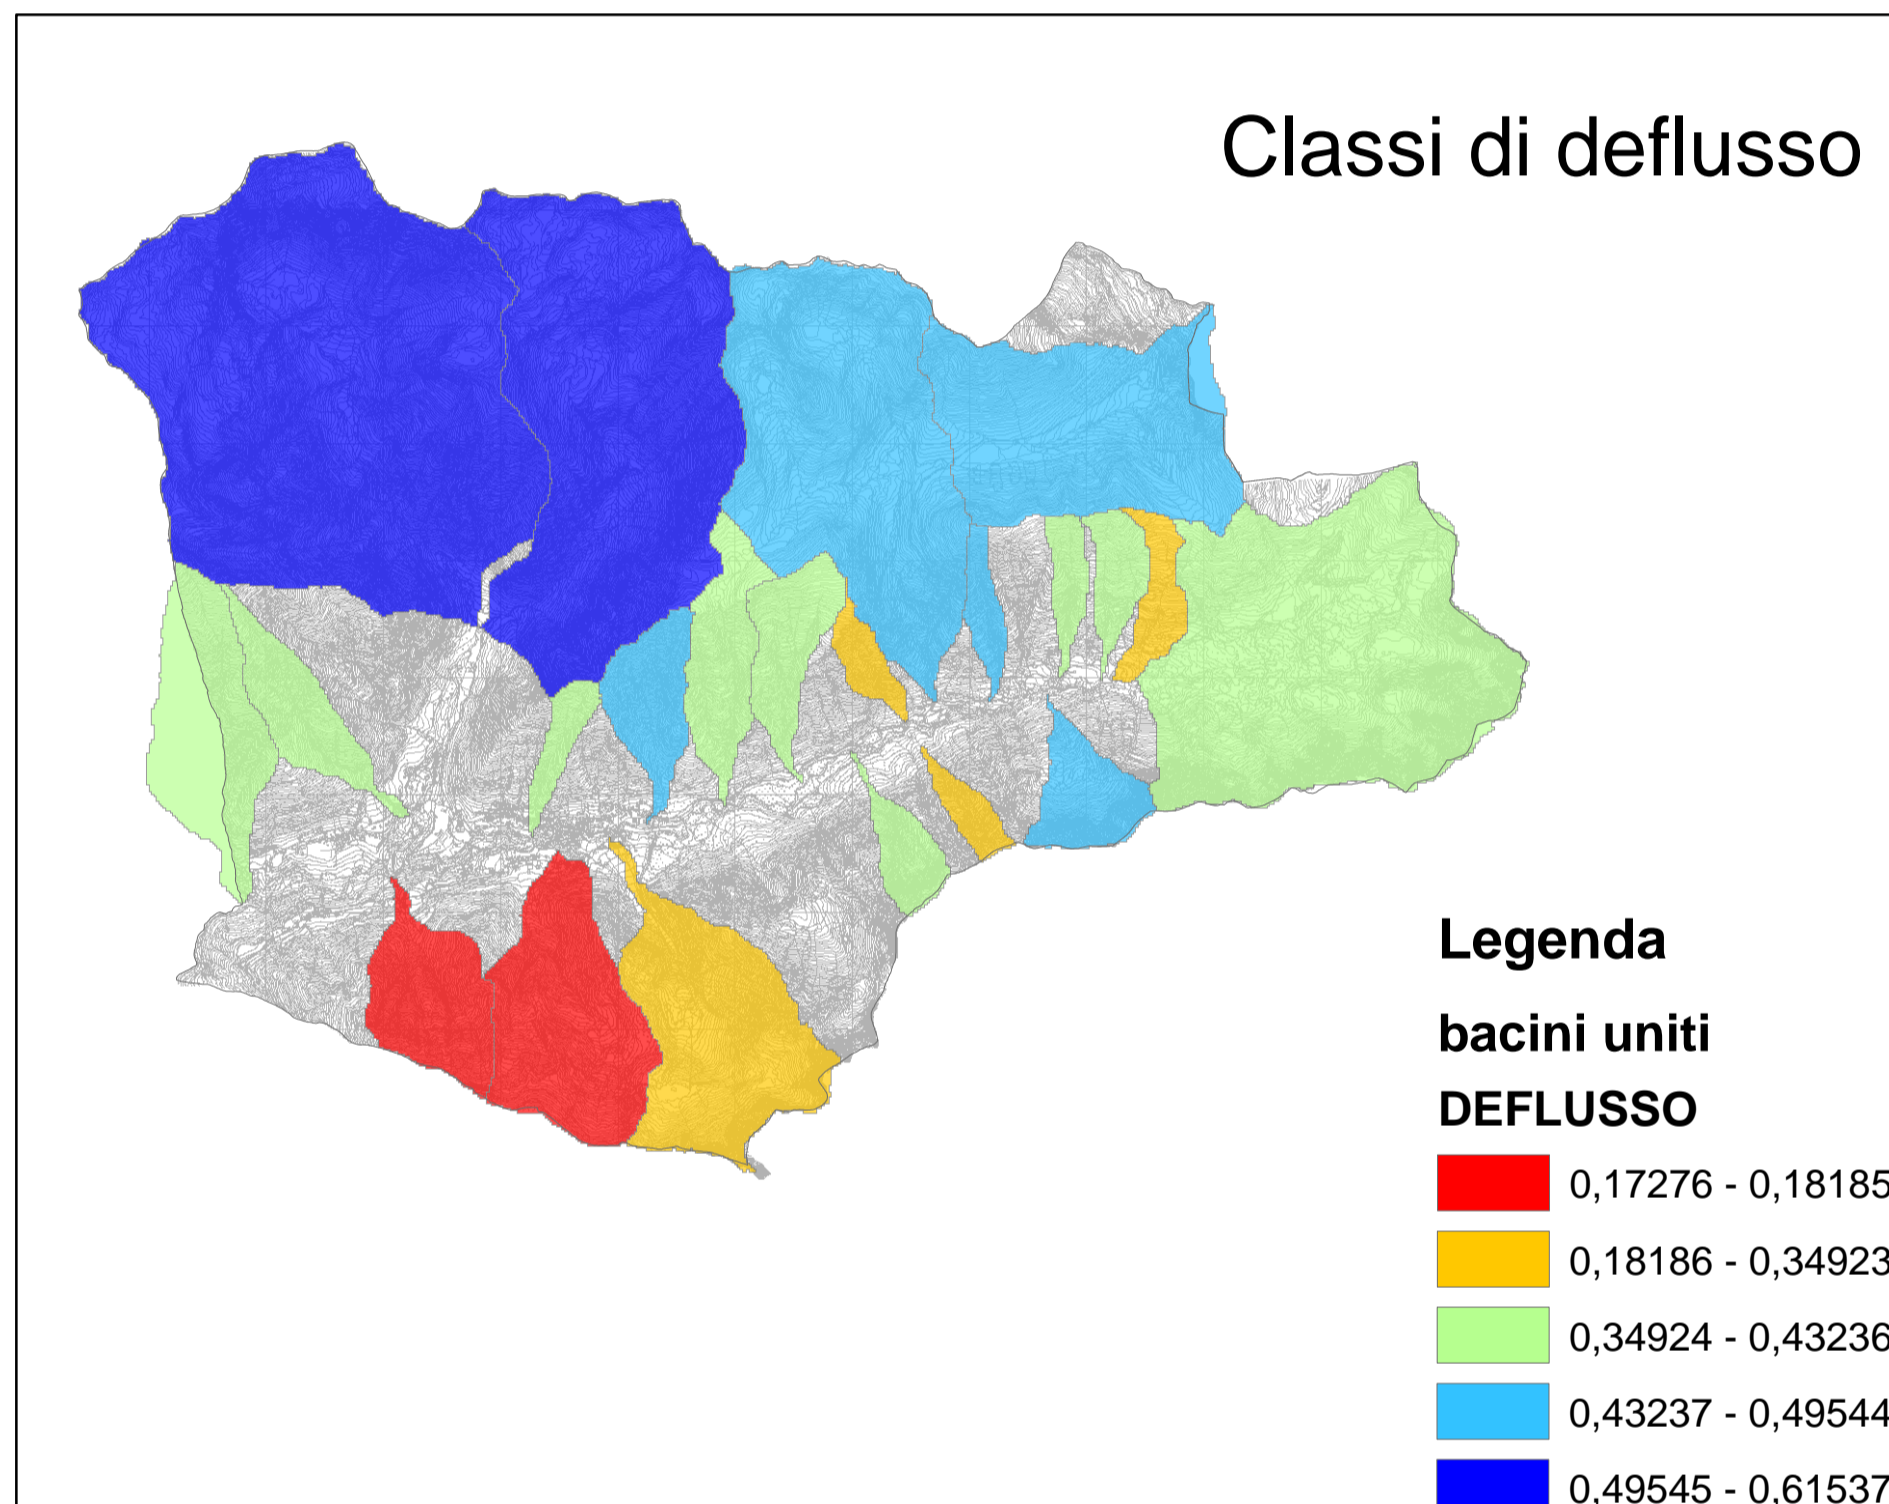 Classi di deflusso
Legenda
bacini uniti
DEFLUSSO
0,17276 - 0,18185
0,18186 - 0,34923
0,34924 - 0,43236
0,43237 - 0,49544
0,49545 - 0,61537